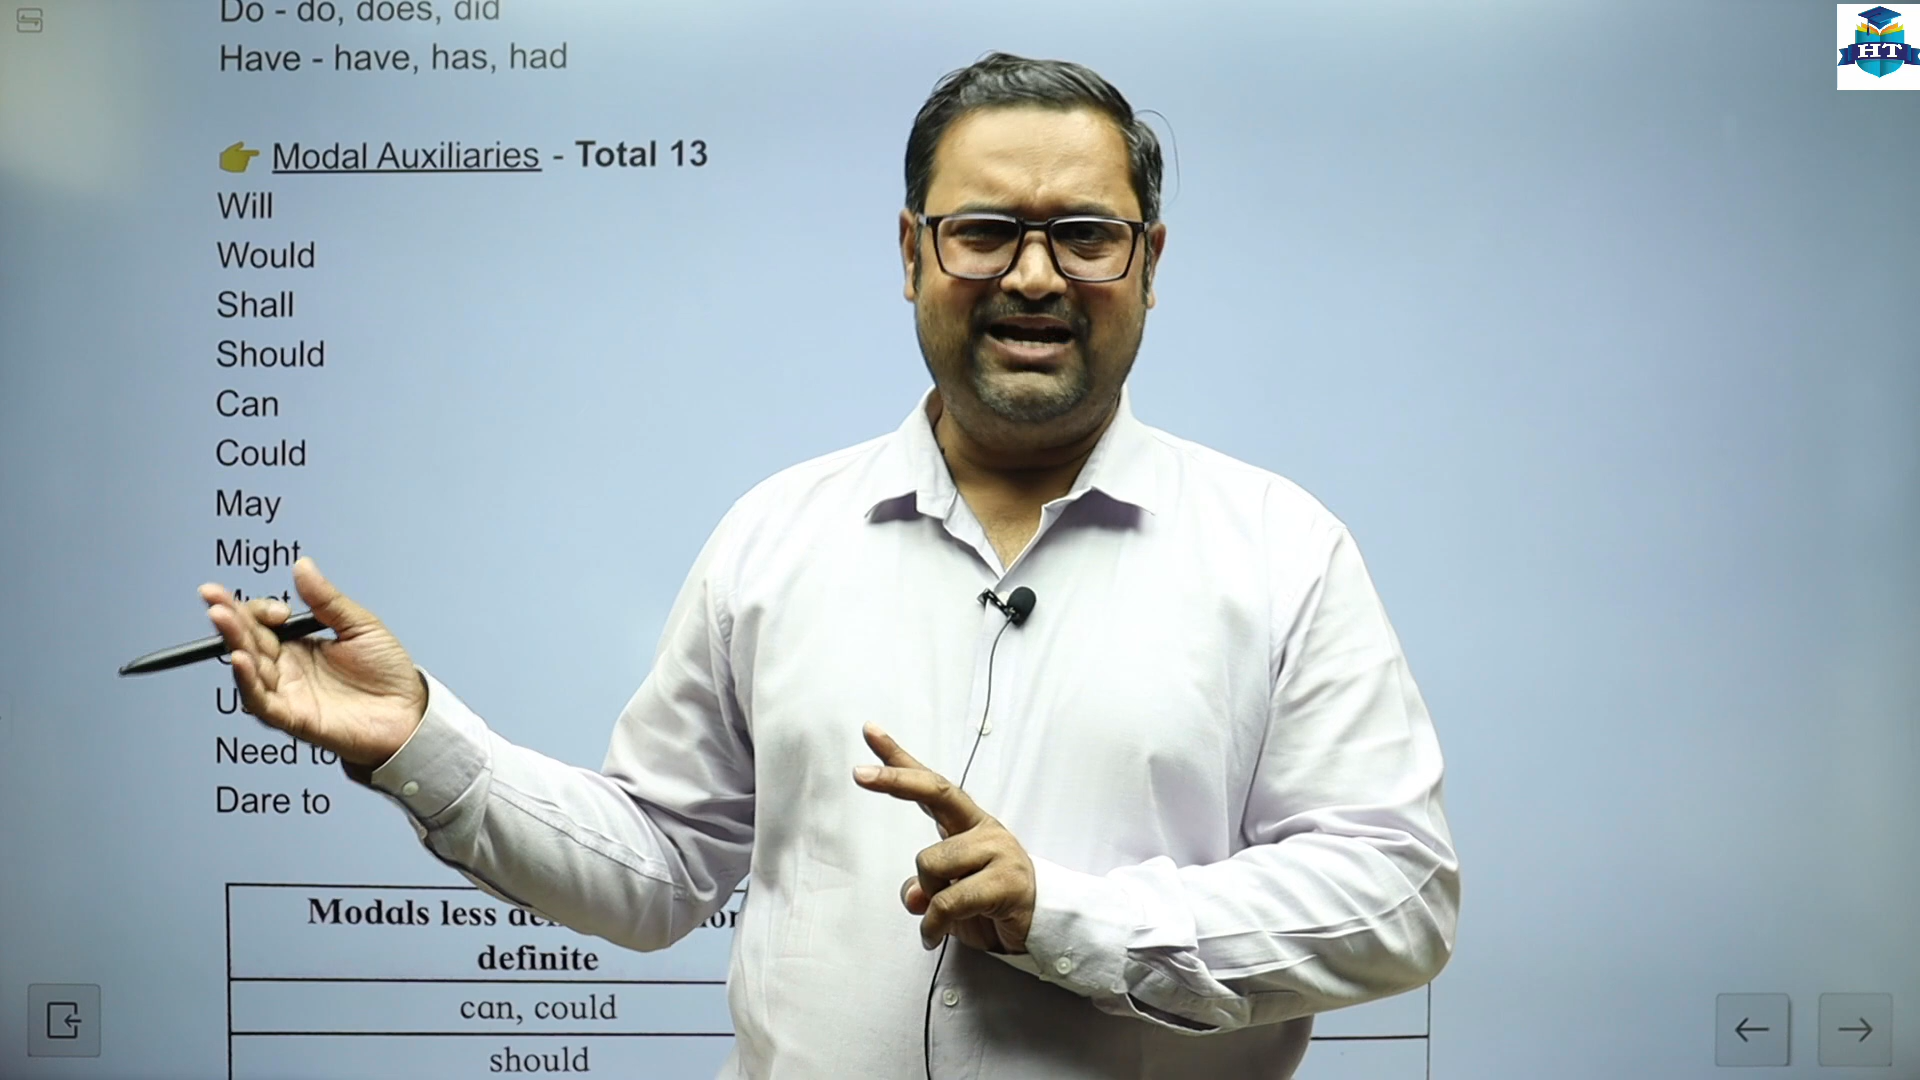 Do - do, does, did
Have - have, has, had
Modal Auxiliaries - Total 13
Will
Would
Shall
Should
Can
Could
May
Might
Need to
Dare to
Modals less
definite
can, could
should
HT